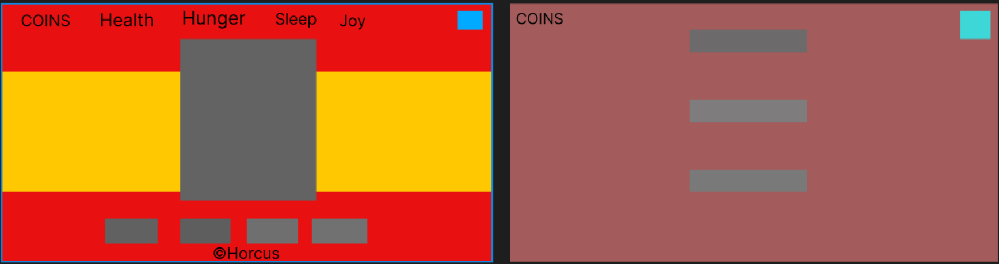 COINS Health Hunger Sleep Joy
©Horcus
COINS